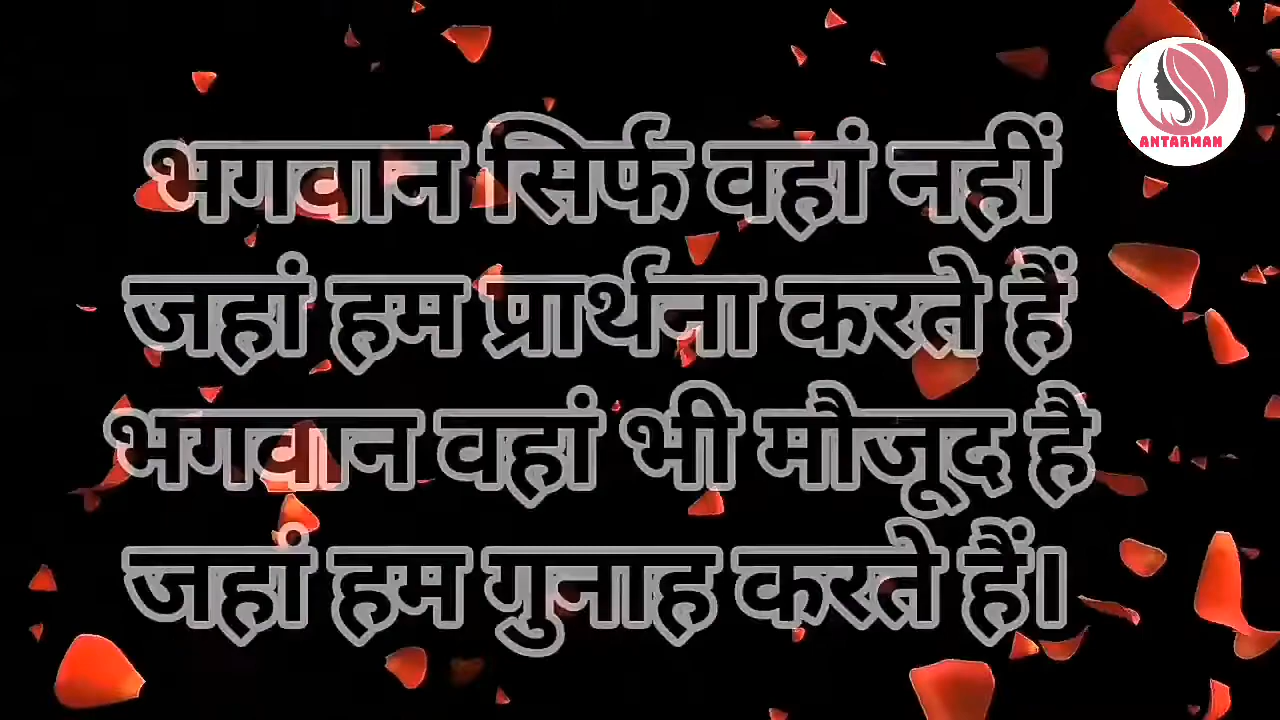 भगवान सिर्फ वहां नहीं
जहां हम प्रार्थना करते हैं
भगवान वहां भी मौजूद है
जहां हम गुनाह करते हैं।
ANTARMAN